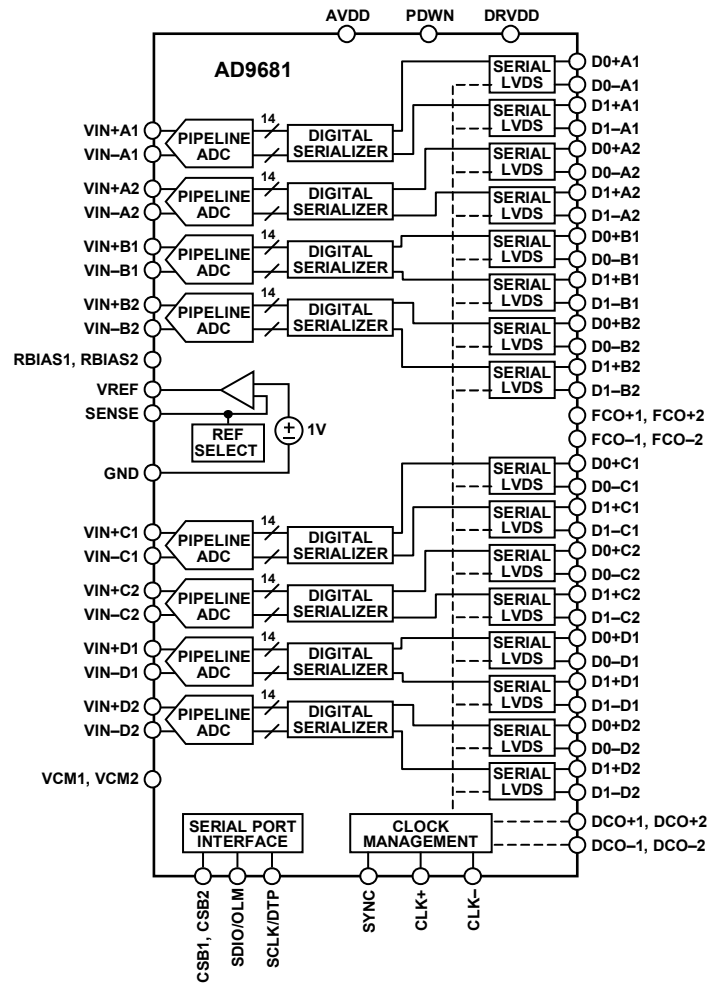 AVDD PDWN DRVDD
AD9681
VIN+A1
VIN–A1
VIN+A2
VIN–A2
VIN+B1
VIN–B1
VIN+B2
VIN–B2
RBIAS1, RBIAS2
VREF
SENSE
GND
VIN+C1
VIN–C1
VIN+C2
VIN–C2
VIN+D1
VIN–D1
VIN+D2
VIN–D2
VCM1, VCM2
PIPELINE
ADC
14
DIGITAL
SERIALIZER
PIPELINE
ADC
14
DIGITAL
SERIALIZER
PIPELINE
ADC
14
DIGITAL
SERIALIZER
PIPELINE
ADC
14
DIGITAL
SERIALIZER
REF
SELECT
1V
PIPELINE
ADC
14
DIGITAL
SERIALIZER
PIPELINE
ADC
14
DIGITAL
SERIALIZER
PIPELINE
ADC
14
DIGITAL
SERIALIZER
PIPELINE
ADC
14
DIGITAL
SERIALIZER
SERIAL
LVDS
SERIAL
LVDS
SERIAL
LVDS
SERIAL
LVDS
SERIAL
LVDS
SERIAL
LVDS
SERIAL
LVDS
SERIAL
LVDS
SERIAL
LVDS
SERIAL
LVDS
SERIAL
LVDS
SERIAL
LVDS
SERIAL
LVDS
SERIAL
LVDS
SERIAL
LVDS
SERIAL
LVDS
D0+A1
D0–A1
D1+A1
D1–A1
D0+A2
D0–A2
D1+A2
D1–A2
D0+B1
D0–B1
D1+B1
D1–B1
D0+B2
D0–B2
D1+B2
D1–B2
FCO+1, FCO+2
FCO–1, FCO–2
D0+C1
D0–C1
D1+C1
D1–C1
D0+C2
D0–C2
D1+C2
D1–C2
D0+D1
D0–D1
D1+D1
D1–D1
D0+D2
D0–D2
D1+D2
D1–D2
DCO+1, DCO+2
DCO–1, DCO–2
SERIAL PORT
INTERFACE
CLOCK
MANAGEMENT
CSB1, CSB2
SDIO/OLM
SCLK/DTP
SYNC
CLK+
CLK–